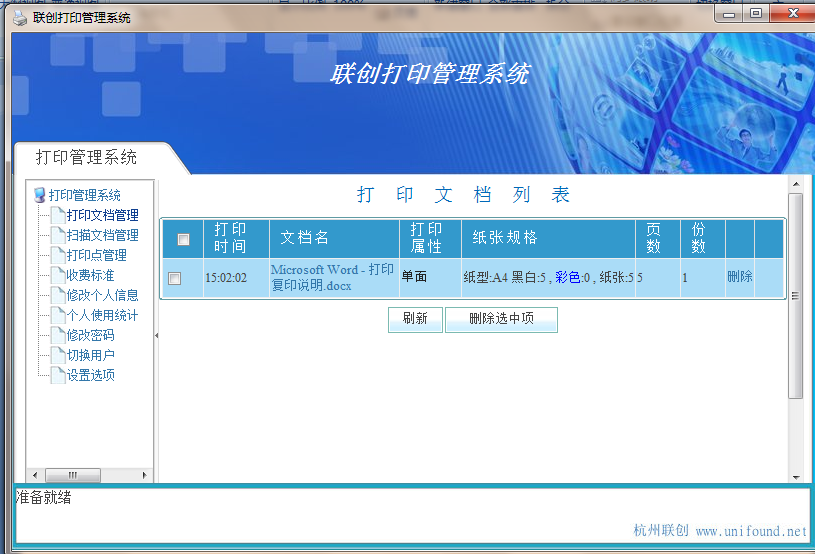 联创打印管理系统
联创打印管理系统
打印管理系统
打印管理系统
打印文档管理
扫描文档管理
打印点管理
收费标准
修改个人信息
个人使用统计
修改密码
切换用户
设置选项
打 印 文 档 列 表
打印时间 文档名 打印属性 纸张规格 页数 份数
15:02:02 Microsoft Word - 打印 单面 纸型:A4 黑白:5 , 彩色:0 , 纸张:5 5 1 删除
复印说明.docx
刷新 删除选中项
准备就绪
杭州联创 www.unifound.net